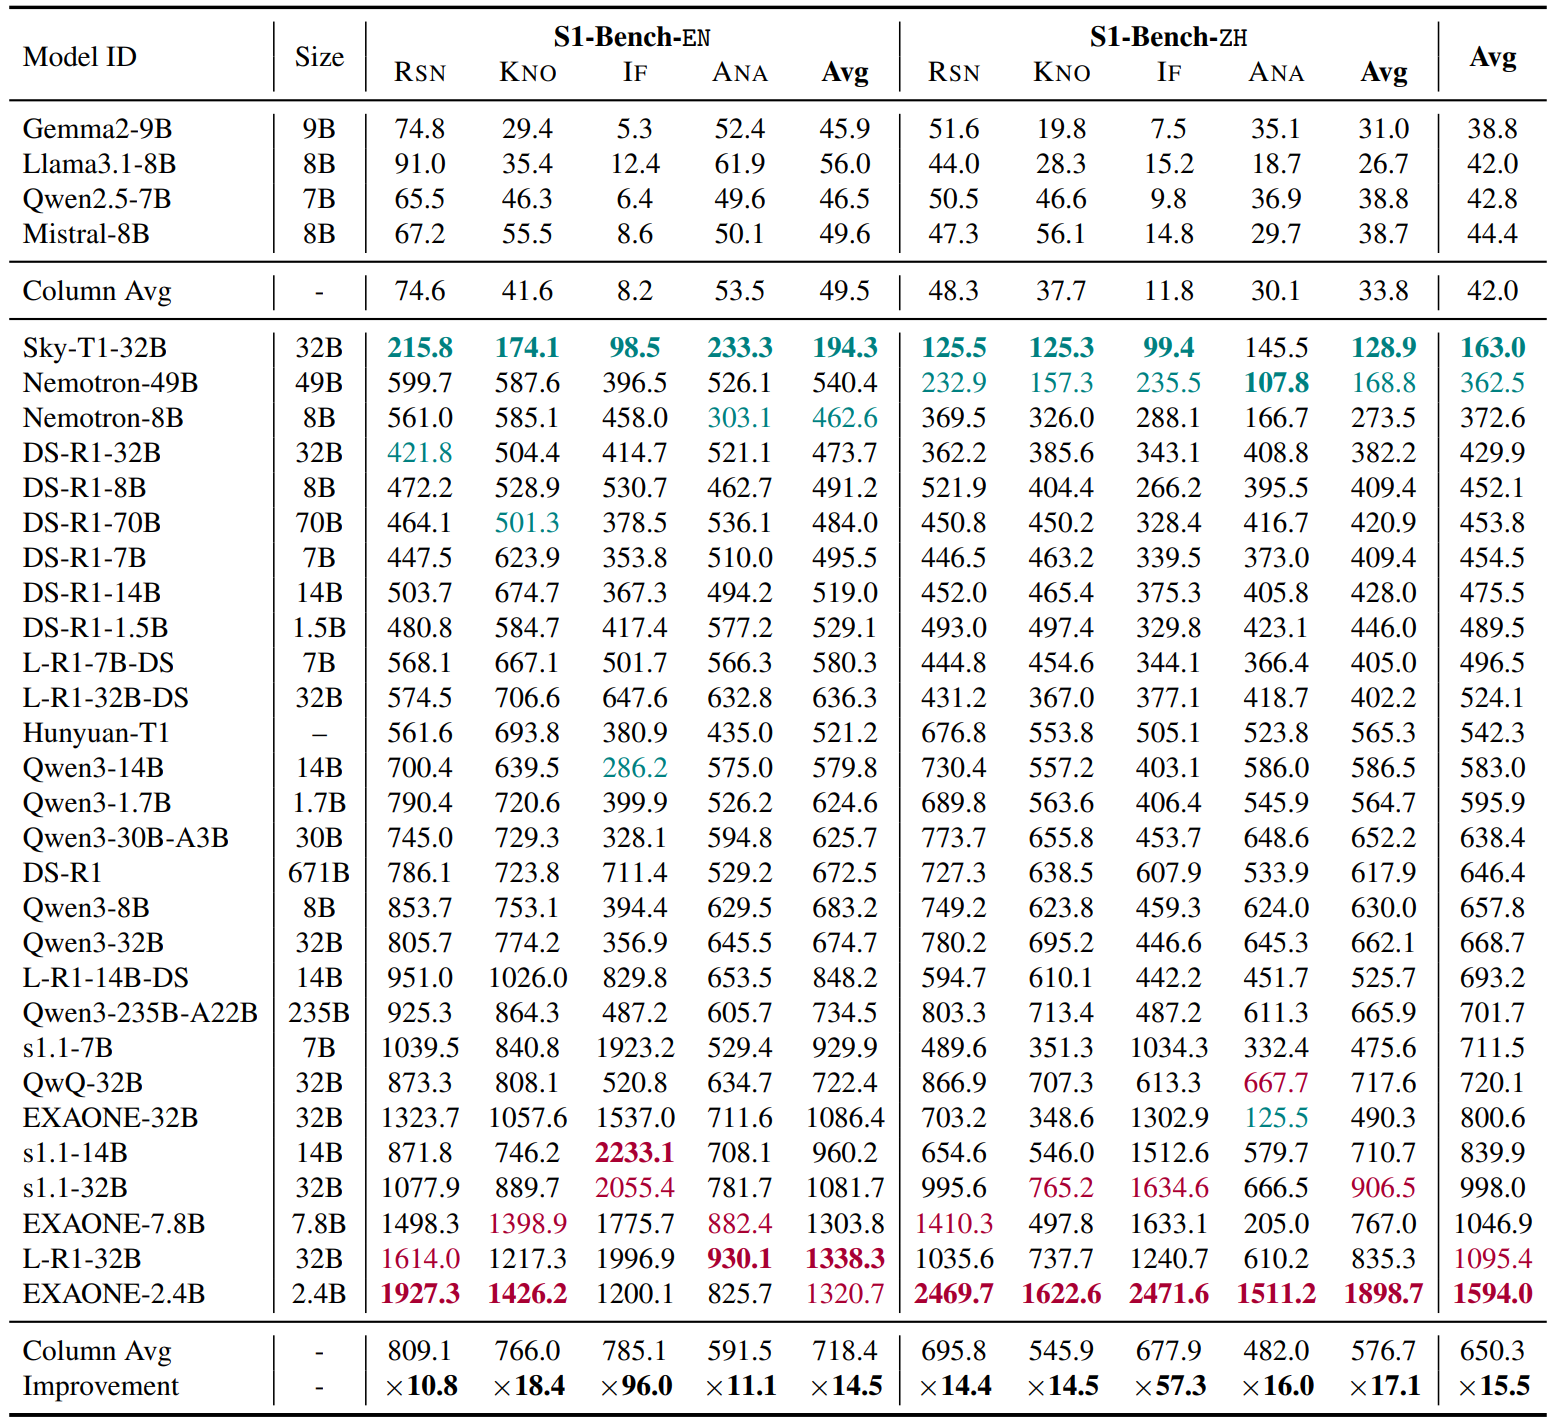 Model ID Size S1-Bench-EN S1-Bench-ZH Avg
RSN KNO IF ANA Avg RSN KNO IF ANA Avg
Gemma2-9B 9B 74.8 29.4 5.3 52.4 45.9 51.6 19.8 7.5 35.1 31.0 38.8
Llama3.1-8B 8B 91.0 35.4 12.4 61.9 56.0 44.0 28.3 15.2 18.7 26.7 42.0
Qwen2.5-7B 7B 65.5 46.3 6.4 49.6 46.5 50.5 46.6 9.8 36.9 38.8 42.8
Mistral-8B 8B 67.2 55.5 8.6 50.1 49.6 47.3 56.1 14.8 29.7 38.7 44.4
Column Avg - 74.6 41.6 8.2 53.5 49.5 48.3 37.7 11.8 30.1 33.8 42.0
Sky-T1-32B 32B 215.8 174.1 98.5 233.3 194.3 125.5 125.3 99.4 145.5 128.9 163.0
Nemotron-49B 49B 599.7 587.6 396.5 526.1 540.4 232.9 157.3 235.5 107.8 168.8 362.5
Nemotron-8B 8B 561.0 585.1 458.0 303.1 462.6 369.5 326.0 288.1 166.7 273.5 372.6
DS-R1-32B 32B 421.8 504.4 414.7 521.1 473.7 362.2 385.6 343.1 408.8 382.2 429.9
DS-R1-8B 8B 472.2 528.9 530.7 462.7 491.2 521.9 404.4 266.2 395.5 409.4 452.1
DS-R1-70B 70B 464.1 501.3 378.5 536.1 484.0 450.8 450.2 328.4 416.7 420.9 453.8
DS-R1-7B 7B 447.5 623.9 353.8 510.0 495.5 446.5 463.2 339.5 373.0 409.4 454.5
DS-R1-14B 14B 503.7 674.7 367.3 494.2 519.0 452.0 465.4 375.3 405.8 428.0 475.5
DS-R1-1.5B 1.5B 480.8 584.7 417.4 577.2 529.1 493.0 497.4 329.8 423.1 446.0 489.5
L-R1-7B-DS 7B 568.1 667.1 501.7 566.3 580.3 444.8 454.6 344.1 366.4 405.0 496.5
L-R1-32B-DS 32B 574.5 706.6 647.6 632.8 636.3 431.2 367.0 377.1 418.7 402.2 524.1
Hunyuan-T1 – 561.6 693.8 380.9 435.0 521.2 676.8 553.8 505.1 523.8 565.3 542.3
Qwen3-14B 14B 700.4 639.5 286.2 575.0 579.8 730.4 557.2 403.1 586.0 586.5 583.0
Qwen3-1.7B 1.7B 790.4 720.6 399.9 526.2 624.6 689.8 563.6 406.4 545.9 564.7 595.9
Qwen3-30B-A3B 30B 745.0 729.3 328.1 594.8 625.7 773.7 655.8 453.7 648.6 652.2 638.4
DS-R1 671B 786.1 723.8 711.4 529.2 672.5 727.3 638.5 607.9 533.9 617.9 646.4
Qwen3-8B 8B 853.7 753.1 394.4 629.5 683.2 749.2 623.8 459.3 624.0 630.0 657.8
Qwen3-32B 32B 805.7 774.2 356.9 645.5 674.7 780.2 695.2 446.6 645.3 662.1 668.7
L-R1-14B-DS 14B 951.0 1026.0 829.8 653.5 848.2 594.7 610.1 442.2 451.7 525.7 693.2
Qwen3-235B-A22B 235B 925.3 864.3 487.2 605.7 734.5 803.3 713.4 487.2 611.3 665.9 701.7
s1.1-7B 7B 1039.5 840.8 1923.2 529.4 929.9 489.6 351.3 1034.3 332.4 475.6 711.5
QwQ-32B 32B 873.3 808.1 520.8 634.7 722.4 866.9 707.3 613.3 667.7 717.6 720.1
EXAONE-32B 32B 1323.7 1057.6 1537.0 711.6 1086.4 703.2 348.6 1302.9 125.5 490.3 800.6
s1.1-14B 14B 871.8 746.2 2233.1 708.1 960.2 654.6 546.0 1512.6 579.7 710.7 839.9
s1.1-32B 32B 1077.9 889.7 2055.4 781.7 1081.7 995.6 765.2 1634.6 666.5 906.5 998.0
EXAONE-7.8B 7.8B 1498.3 1398.9 1775.7 882.4 1303.8 1410.3 497.8 1633.1 205.0 767.0 1046.9
L-R1-32B 32B 1614.0 1217.3 1996.9 930.1 1338.3 1035.6 737.7 1240.7 610.2 835.3 1095.4
EXAONE-2.4B 2.4B 1927.3 1426.2 1200.1 825.7 1320.7 2469.7 1622.6 2471.6 1511.2 1898.7 1594.0
Column Avg - 809.1 766.0 785.1 591.5 718.4 695.8 545.9 677.9 482.0 576.7 650.3
Improvement - ×10.8 ×18.4 ×96.0 ×11.1 ×14.5 ×14.4 ×14.5 ×57.3 ×16.0 ×17.1 ×15.5